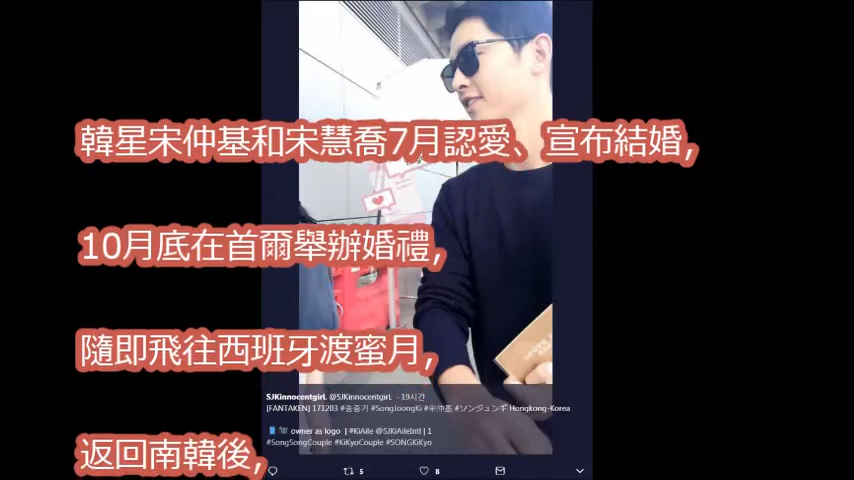 韓星宋仲基和宋慧喬7月認愛、宣布結婚,
10月底在首爾舉辦婚禮,
隨即飛往西班牙渡蜜月,
SJKinnocentgirL @SJKinnocentgirL · 19시간
[FANTAKEN] 171203 #송중기 #SongJoongKi #宋仲基 #ソンジュンギ Hongkong-Korea
owner as logo | #KiAile @SJKiAileIntl | 1
#SongSongCouple #KiKyoCouple #SONGKiKyo
返回南韓後,
5 8